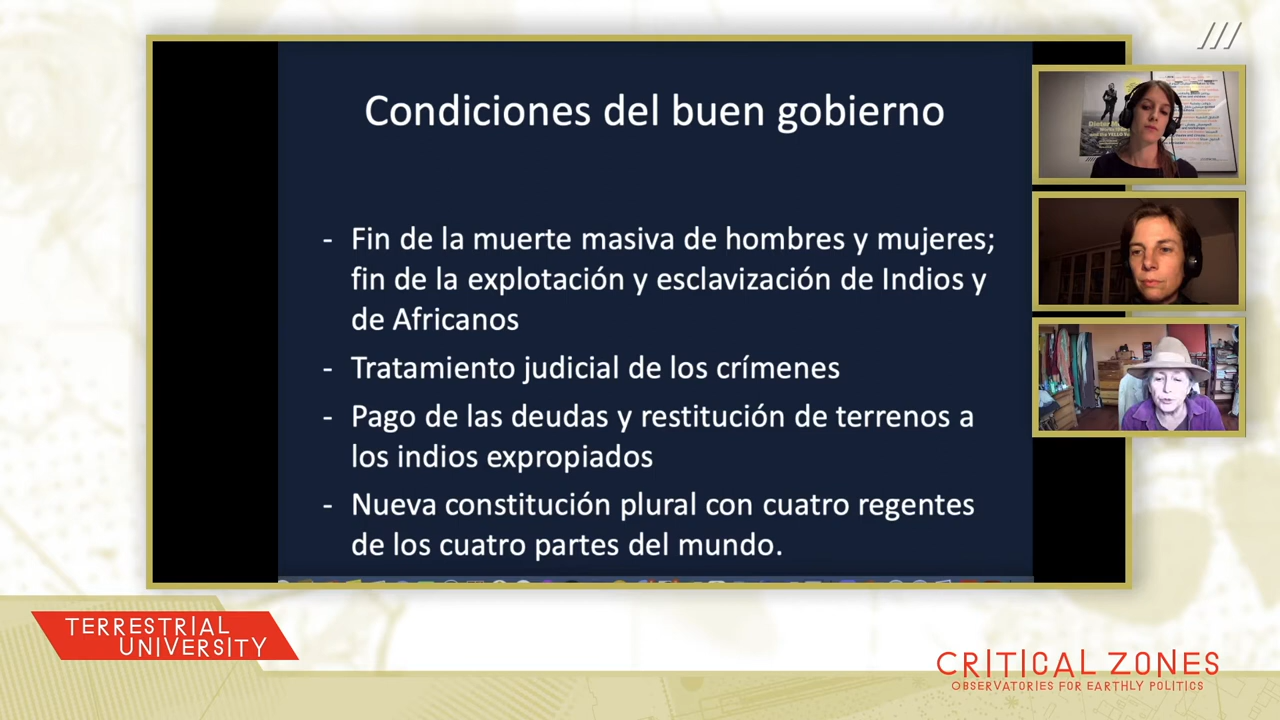 Condiciones del buen gobierno
- Fin de la muerte masiva de hombres y mujeres;
fin de la explotación y esclavización de Indios y
de Africanos
- Tratamiento judicial de los crímenes
- Pago de las deudas y restitución de terrenos a
los indios expropiados
- Nueva constitución plural con cuatro regentes
de los cuatro partes del mundo.
TERRESTRIAL
UNIVERSITY
CRITICAL ZONES
OBSERVATORIES FOR EARTHLY POLITICS